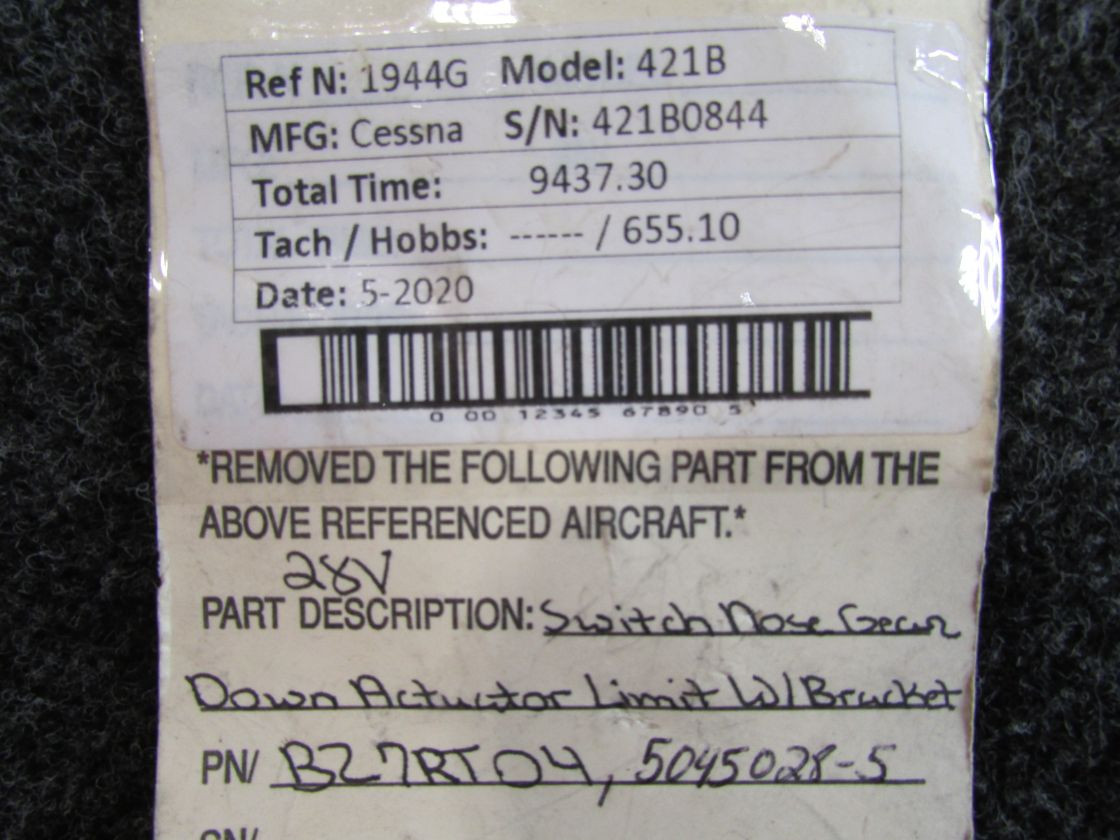 Ref N: 1944G Model: 421B
MFG: Cessna S/N: 421B0844
Total Time: 9437.30
Tach / Hobbs: ------ / 655.10
Date: 5-2020
0 00 12345 67890 5
*REMOVED THE FOLLOWING PART FROM THE
ABOVE REFERENCED AIRCRAFT.*
28V
PART DESCRIPTION: Switch Nose Gear
Down Actuator Limit W/Bracket
PN/ BZ7RT04, 5045028-5